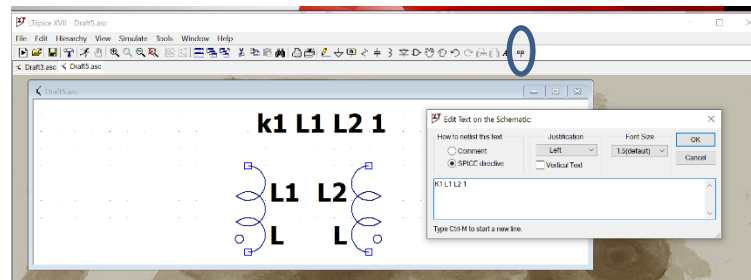 LTspice XVII - Draft5.asc
File Edit Hierarchy View Simulate Tools Window Help
.op
Draft3.asc Draft5.asc
Draft5.asc
k1 L1 L2 1
L1 L2
L L
Edit Text on the Schematic
How to netlist this text
Justification
Font Size
Comment
SPICE directive
Left
Vertical Text
1.5(default)
OK
Cancel
K1 L1 L2 1
Type Ctrl-M to start a new line.